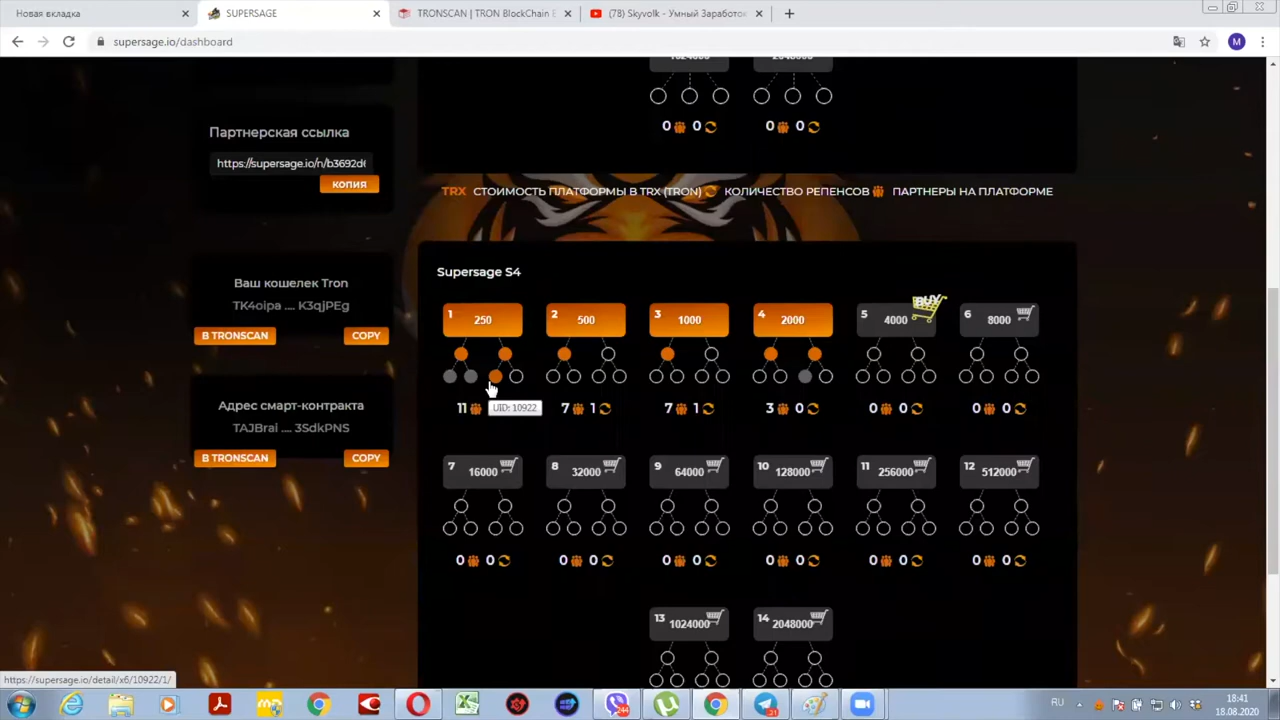 Новая вкладка
SUPERSAGE
TRONSCAN | TRON BlockChain E
(78) Skyvolk - Умный Заработок
supersage.io/dashboard
M
0 0
0 0
Партнерская ссылка
https://supersage.io/n/b3692d6
копия
TRX СТОИМОСТЬ ПЛАТФОРМЫ В TRX (TRON) КОЛИЧЕСТВО РЕПЕНСОВ ПАРТНЕРЫ НА ПЛАТФОРМЕ
Ваш кошелек Tron
TK4oipa .... K3qjPEg
В TRONSCAN
COPY
Адрес смарт-контракта
TAJBrai .... 3SdkPNS
В TRONSCAN
COPY
Supersage S4
1 250
2 500
3 1000
4 2000
5 4000
BUY
6 8000
11
UID: 10922
7 1
7 1
3 0
0 0
0 0
7 16000
8 32000
9 64000
10 128000
11 256000
12 512000
0 0
0 0
0 0
0 0
0 0
0 0
13 1024000
14 2048000
https://supersage.io/detail/x6/10922/1/
244
31
RU
18:41
18.08.2020